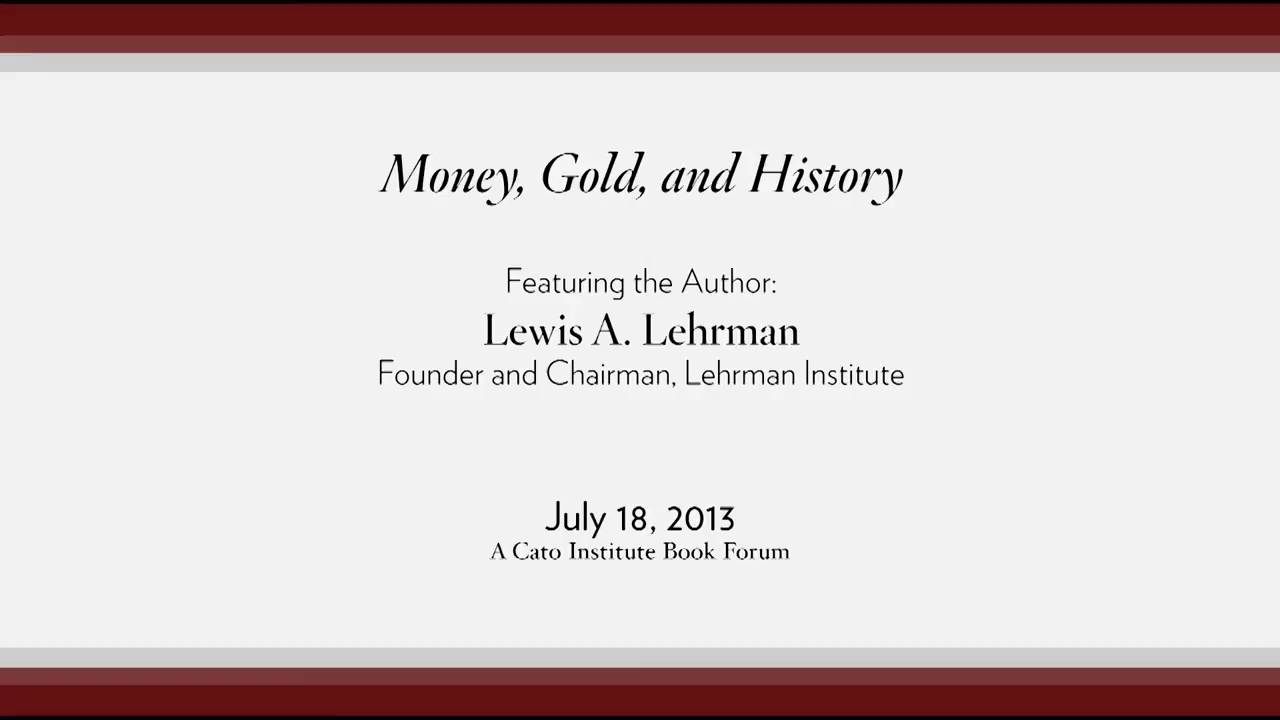 Money, Gold, and History
Featuring the Author:
Lewis A. Lehrman
Founder and Chairman, Lehrman Institute
July 18, 2013
A Cato Institute Book Forum